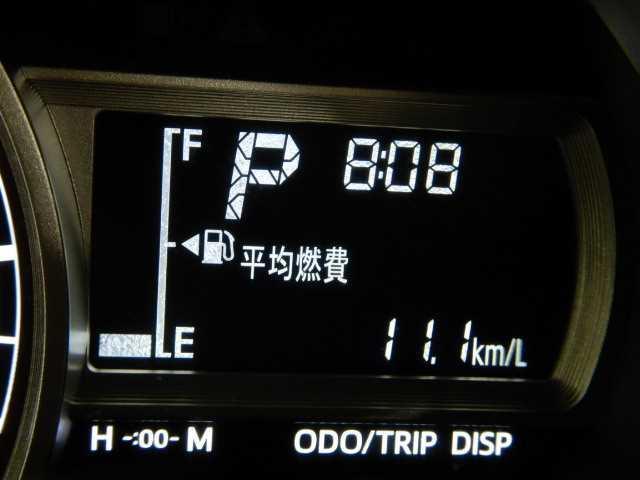 F P 8:08
平均燃費
E 11.1km/L
H -:00- M ODO/TRIP DISP